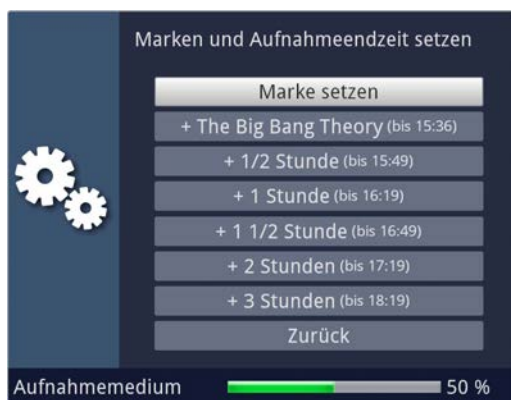 Marken und Aufnahmeendzeit setzen
Marke setzen
+ The Big Bang Theory (bis 15:36)
+ 1/2 Stunde (bis 15:49)
+ 1 Stunde (bis 16:19)
+ 1 1/2 Stunde (bis 16:49)
+ 2 Stunden (bis 17:19)
+ 3 Stunden (bis 18:19)
Zurück
Aufnahmemedium 50 %